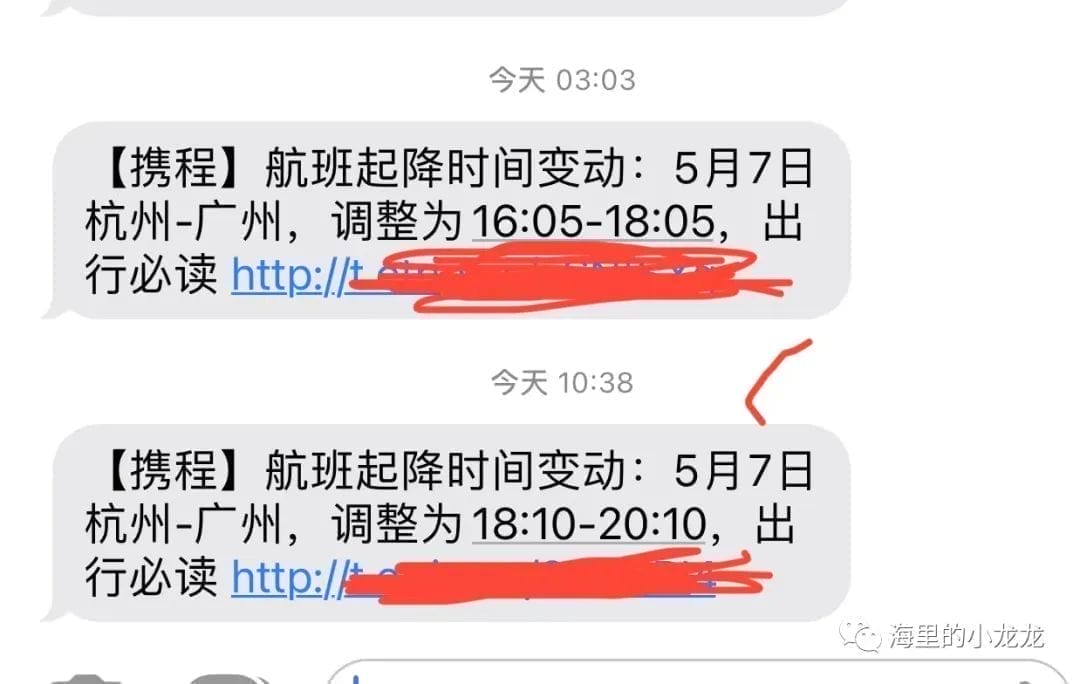 今天 03:03
【携程】航班起降时间变动：5月7日
杭州-广州，调整为16:05-18:05，出
行必读 http://t
今天 10:38
【携程】航班起降时间变动：5月7日
杭州-广州，调整为18:10-20:10，出
行必读 http://t
海里的小龙龙